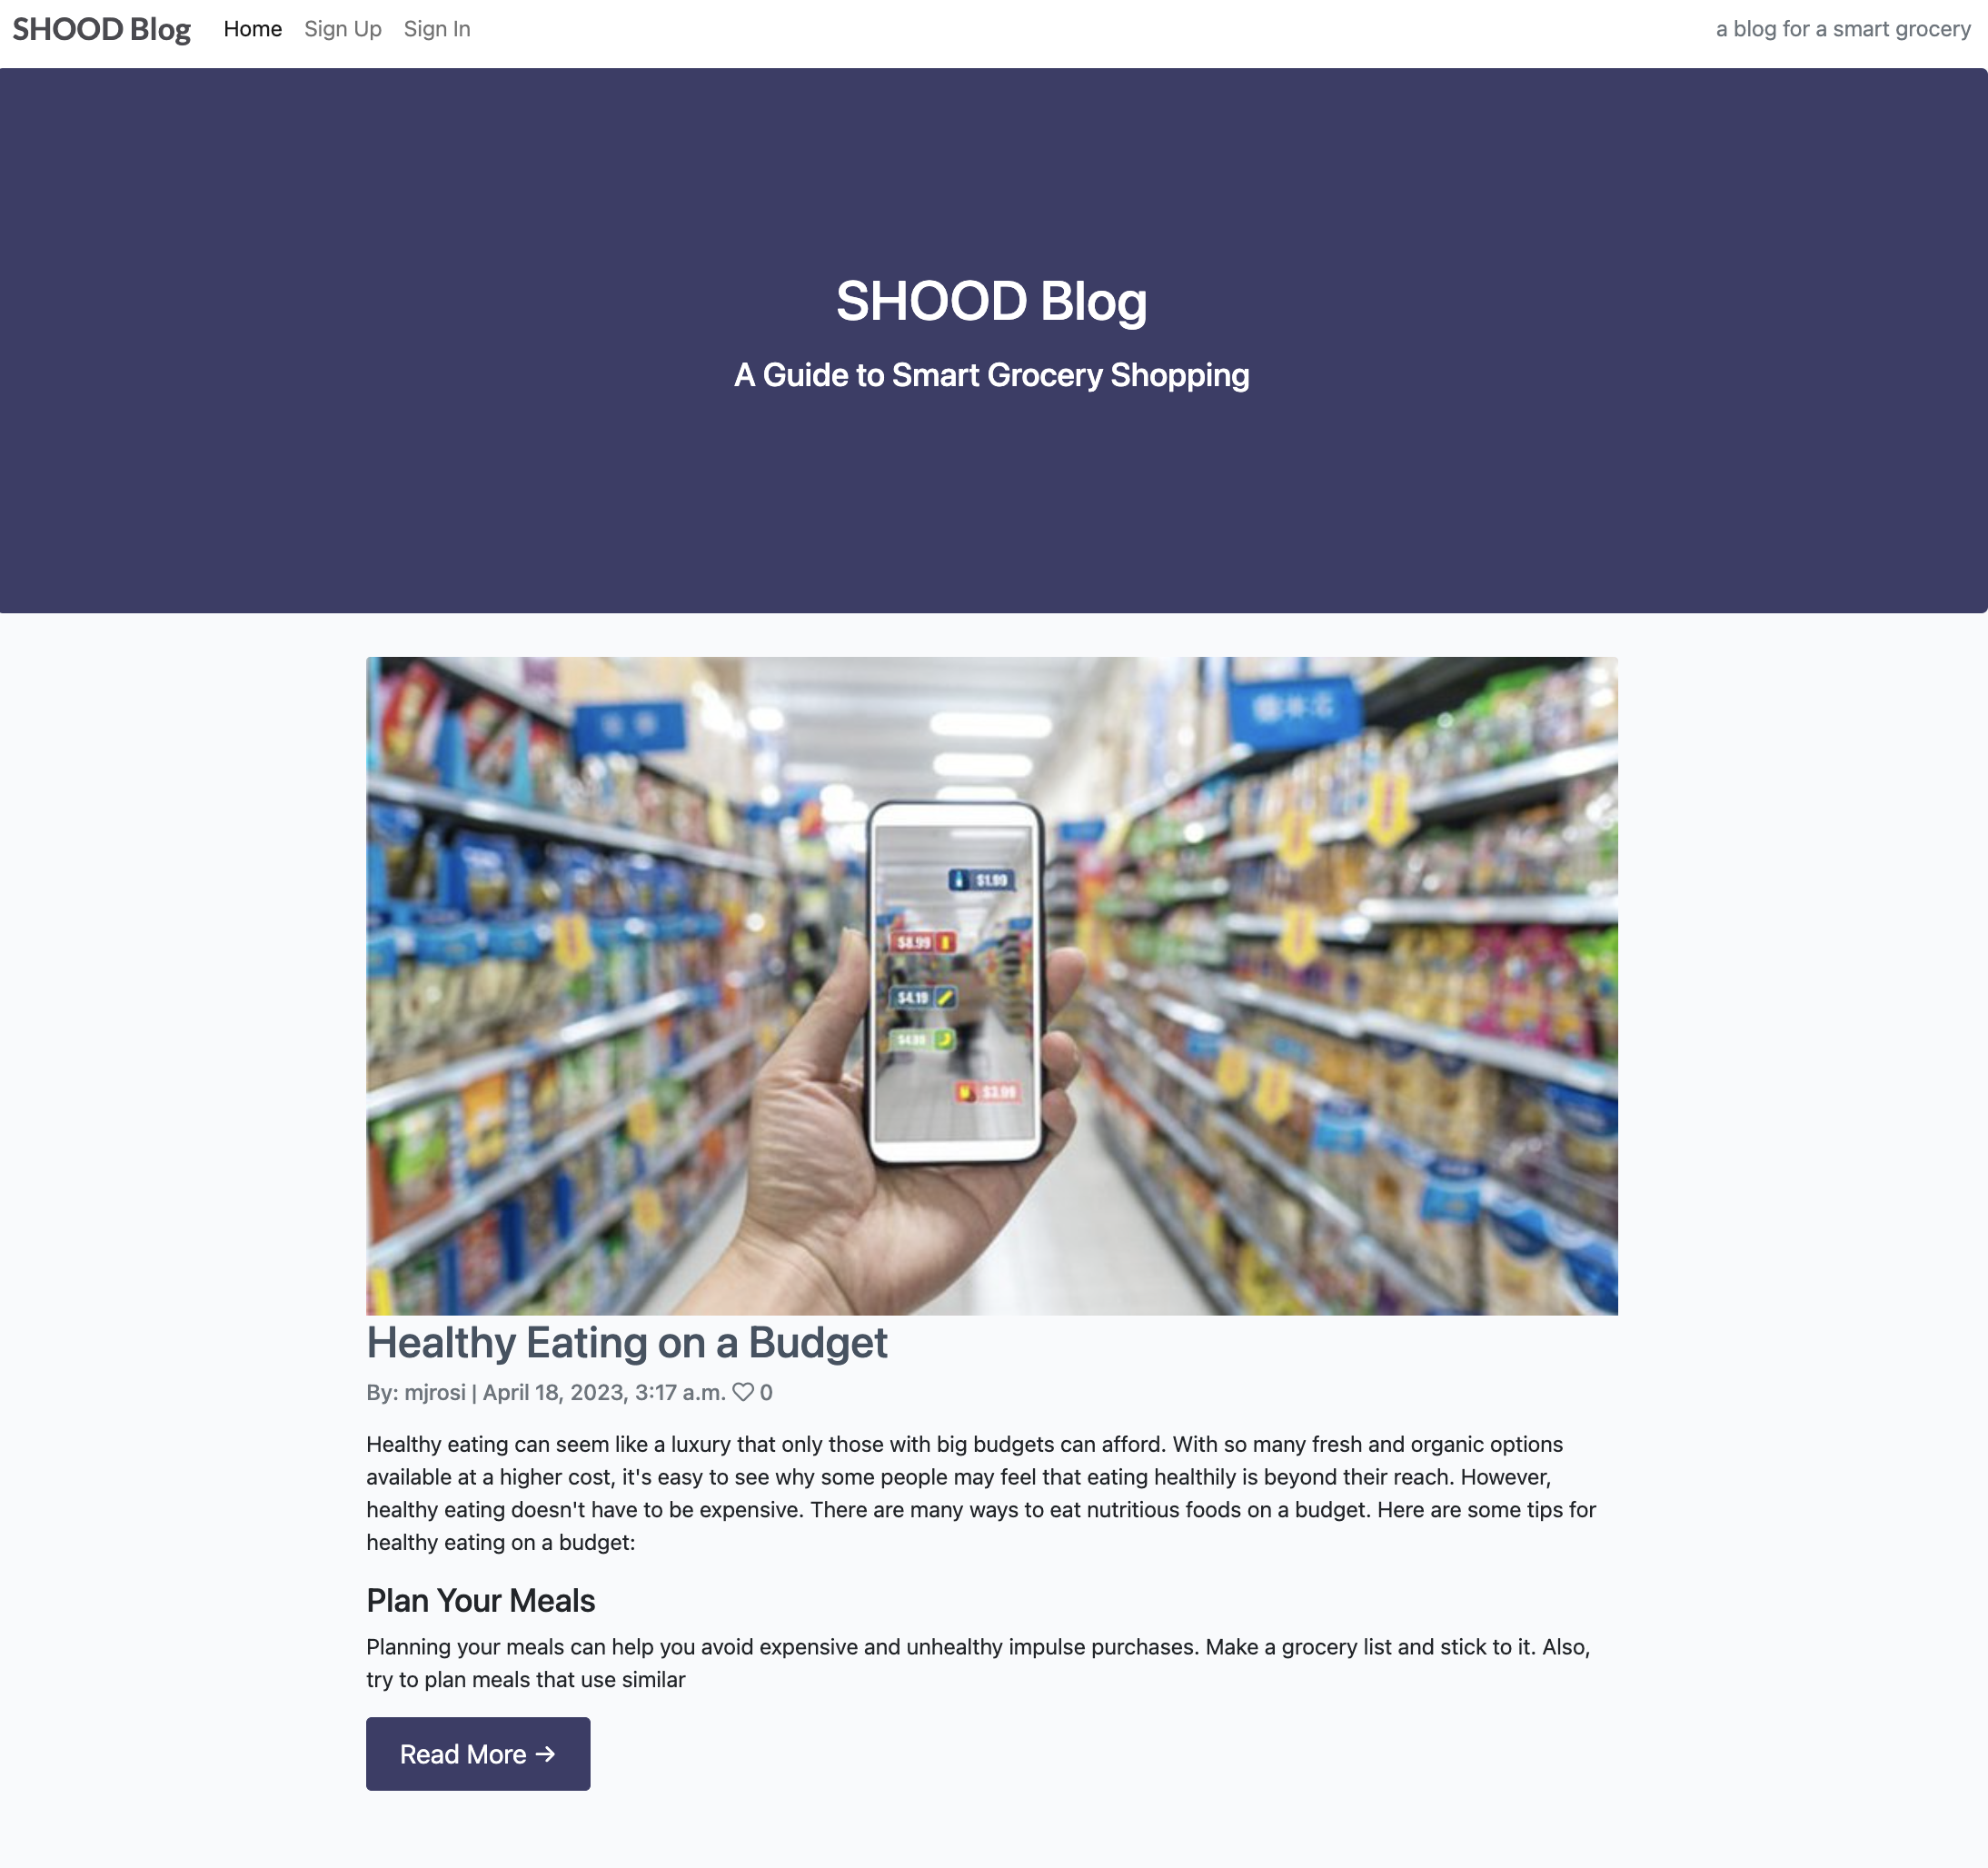 SHOOD Blog Home Sign Up Sign In a blog for a smart grocery
SHOOD Blog
A Guide to Smart Grocery Shopping
$1.99
$8.99
$4.19
$3.99
Healthy Eating on a Budget
By: mjrosi | April 18, 2023, 3:17 a.m. 0
Healthy eating can seem like a luxury that only those with big budgets can afford. With so many fresh and organic options
available at a higher cost, it's easy to see why some people may feel that eating healthily is beyond their reach. However,
healthy eating doesn't have to be expensive. There are many ways to eat nutritious foods on a budget. Here are some tips for
healthy eating on a budget:
Plan Your Meals
Planning your meals can help you avoid expensive and unhealthy impulse purchases. Make a grocery list and stick to it. Also,
try to plan meals that use similar
Read More →